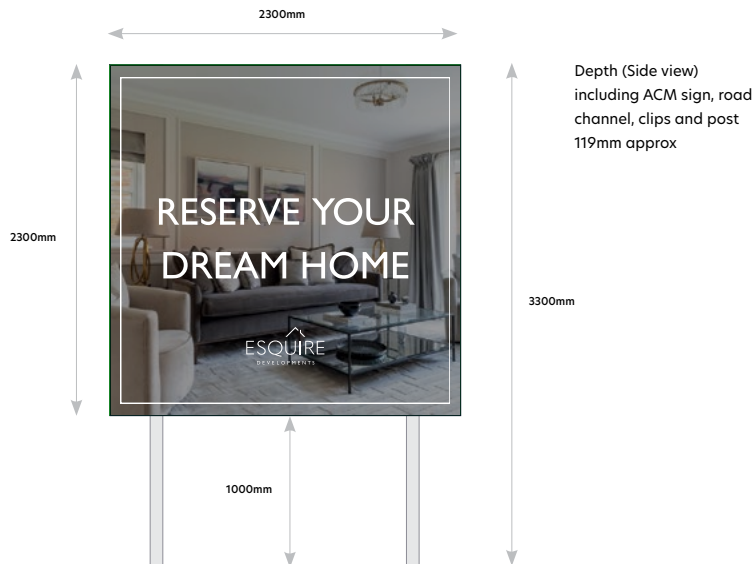 2300mm
Depth (Side view)
including ACM sign, road
channel, clips and post
119mm approx
2300mm
RESERVE YOUR
DREAM HOME
3300mm
ESQUIRE
DEVELOPMENTS
1000mm